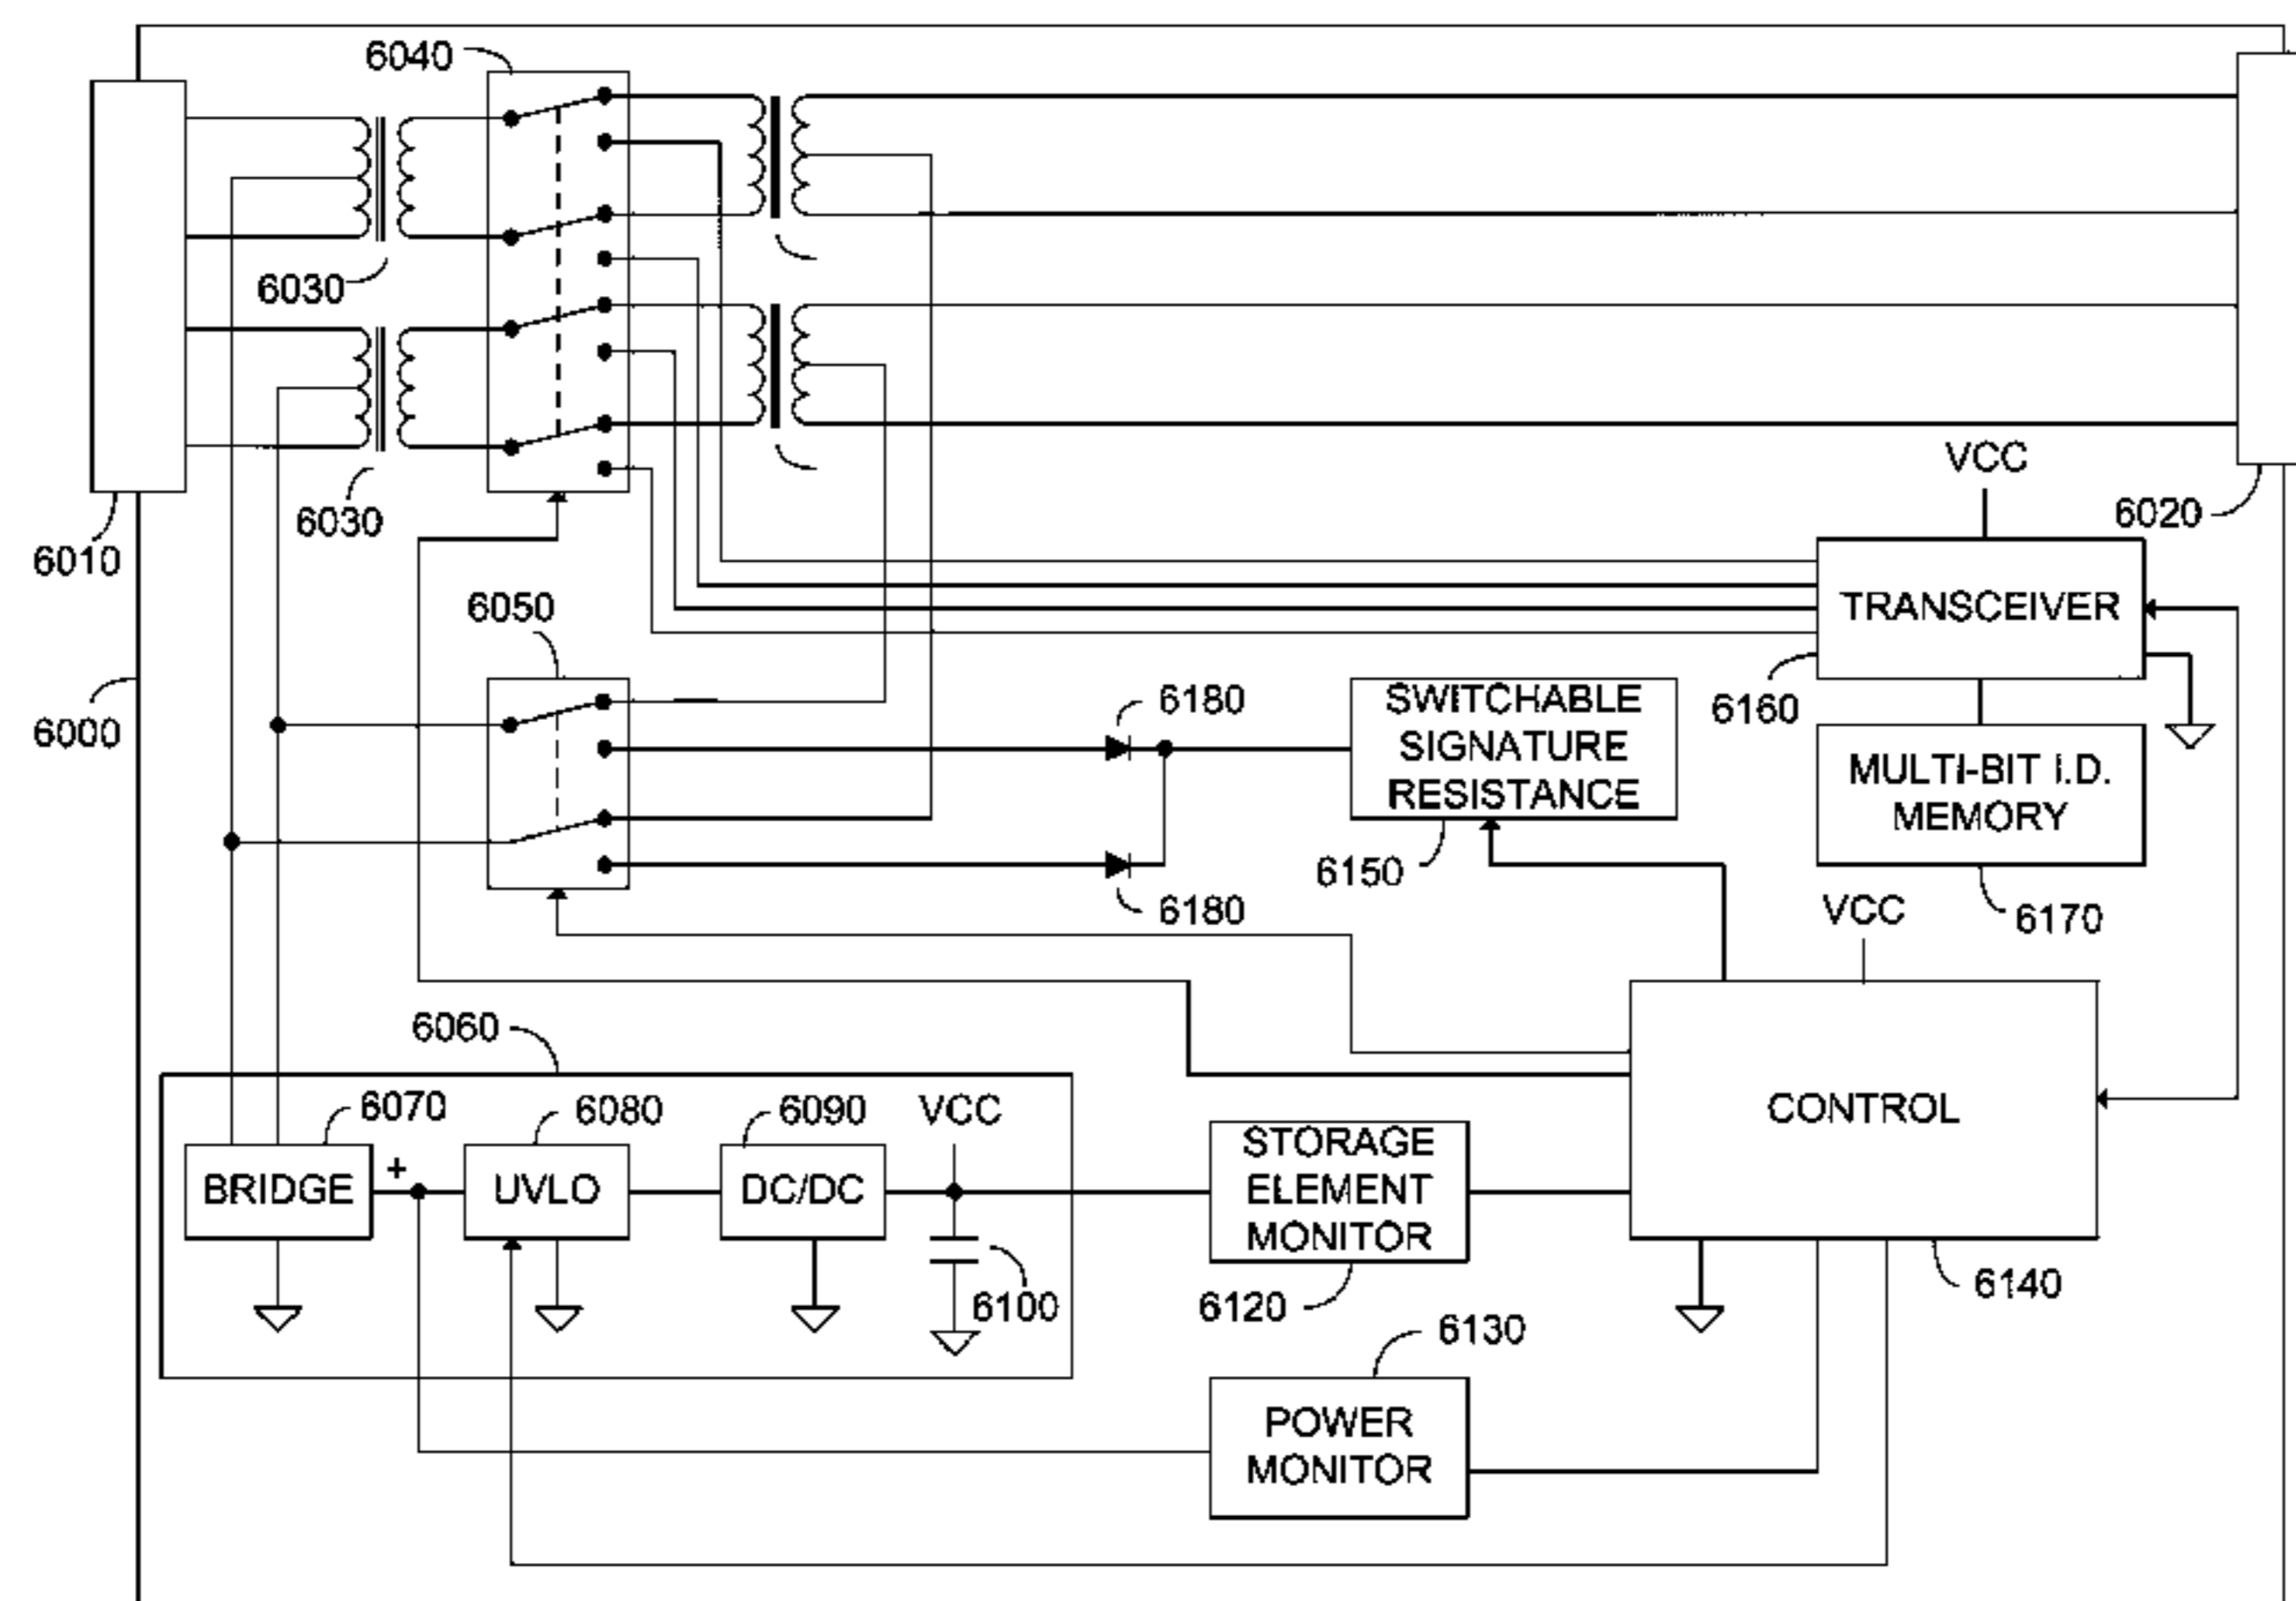 6040
6030
6030
6010
VCC
6020
6050
TRANSCEIVER
6160
6180
SWITCHABLE
SIGNATURE
RESISTANCE
6000
MULTI-BIT I.D.
MEMORY
6150
6180
VCC
6170
6060
6070
6080
6090
VCC
CONTROL
+
BRIDGE
UVLO
DC/DC
STORAGE
ELEMENT
MONITOR
6100
6120
6140
6130
POWER
MONITOR